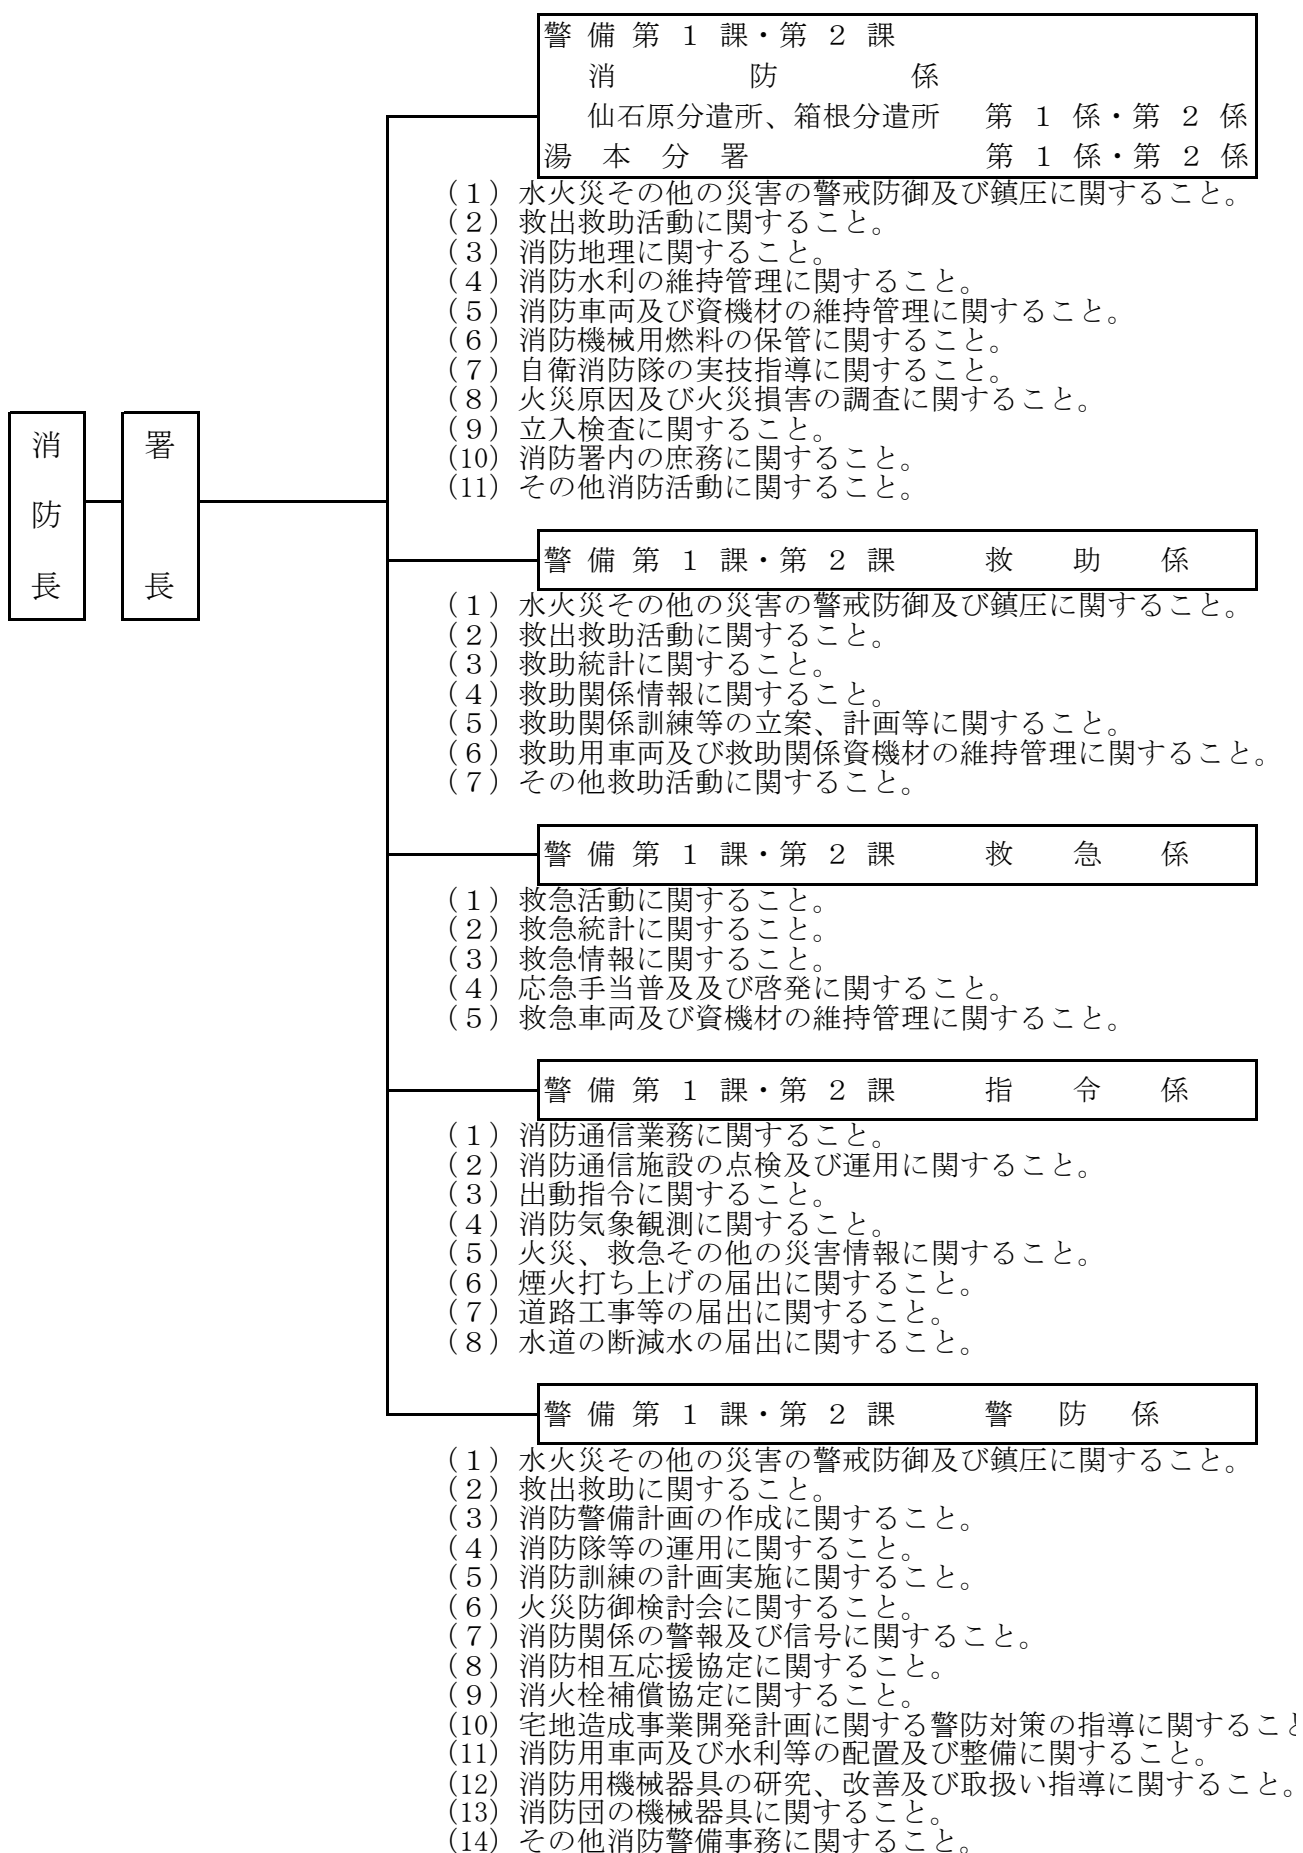 消防長
署長
警備第1課・第2課
消防係
仙石原分遣所、箱根分遣所 第1係・第2係
湯本分署 第1係・第2係
(1)水火災その他の災害の警戒防御及び鎮圧に関すること。
(2)救出救助活動に関すること。
(3)消防地理に関すること。
(4)消防水利の維持管理に関すること。
(5)消防車両及び資機材の維持管理に関すること。
(6)消防機械用燃料の保管に関すること。
(7)自衛消防隊の実技指導に関すること。
(8)火災原因及び火災損害の調査に関すること。
(9)立入検査に関すること。
(10)消防署内の庶務に関すること。
(11)その他消防活動に関すること。
警備第1課・第2課 救助係
(1)水火災その他の災害の警戒防御及び鎮圧に関すること。
(2)救出救助活動に関すること。
(3)救助統計に関すること。
(4)救助関係情報に関すること。
(5)救助関係訓練等の立案、計画等に関すること。
(6)救助用車両及び救助関係資機材の維持管理に関すること。
(7)その他救助活動に関すること。
警備第1課・第2課 救急係
(1)救急活動に関すること。
(2)救急統計に関すること。
(3)救急情報に関すること。
(4)応急手当普及及び啓発に関すること。
(5)救急車両及び資機材の維持管理に関すること。
警備第1課・第2課 指令係
(1)消防通信業務に関すること。
(2)消防通信施設の点検及び運用に関すること。
(3)出動指令に関すること。
(4)消防気象観測に関すること。
(5)火災、救急その他の災害情報に関すること。
(6)煙火打ち上げの届出に関すること。
(7)道路工事等の届出に関すること。
(8)水道の断減水の届出に関すること。
警備第1課・第2課 警防係
(1)水火災その他の災害の警戒防御及び鎮圧に関すること。
(2)救出救助に関すること。
(3)消防警備計画の作成に関すること。
(4)消防隊等の運用に関すること。
(5)消防訓練の計画実施に関すること。
(6)火災防御検討会に関すること。
(7)消防関係の警報及び信号に関すること。
(8)消防相互応援協定に関すること。
(9)消火栓補償協定に関すること。
(10)宅地造成事業開発計画に関する警防対策の指導に関すること
(11)消防用車両及び水利等の配置及び整備に関すること。
(12)消防用機械器具の研究、改善及び取扱い指導に関すること。
(13)消防団の機械器具に関すること。
(14)その他消防警備事務に関すること。